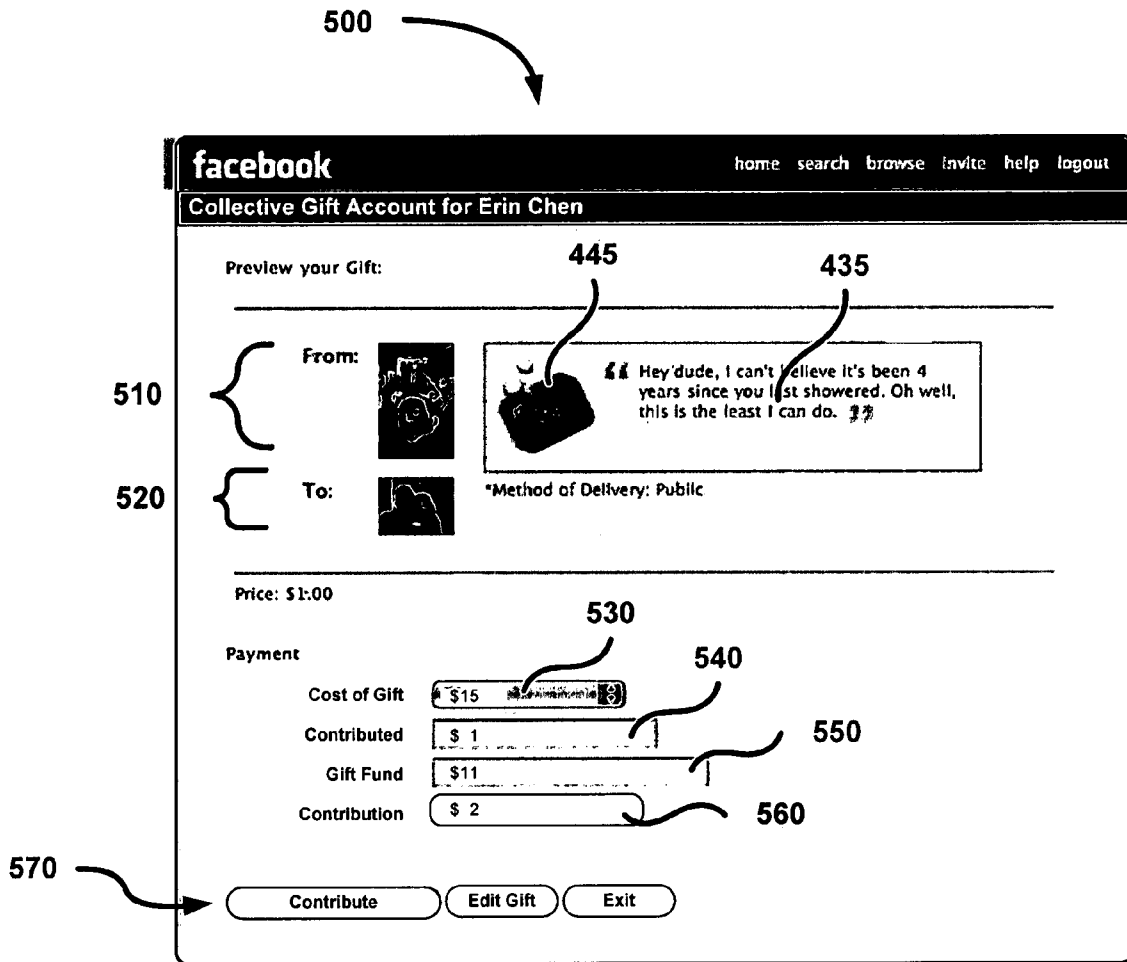 500
facebook home search browse invite help logout
Collective Gift Account for Erin Chen
Preview your Gift:
445
435
510
From:
“ Hey dude, I can't believe it's been 4
years since you last showered. Oh well,
this is the least I can do. ”
520
To:
*Method of Delivery: Public
Price: $1.00
530
Payment
540
Cost of Gift $15
Contributed $ 1
550
Gift Fund $11
Contribution $ 2
560
570
Contribute Edit Gift Exit